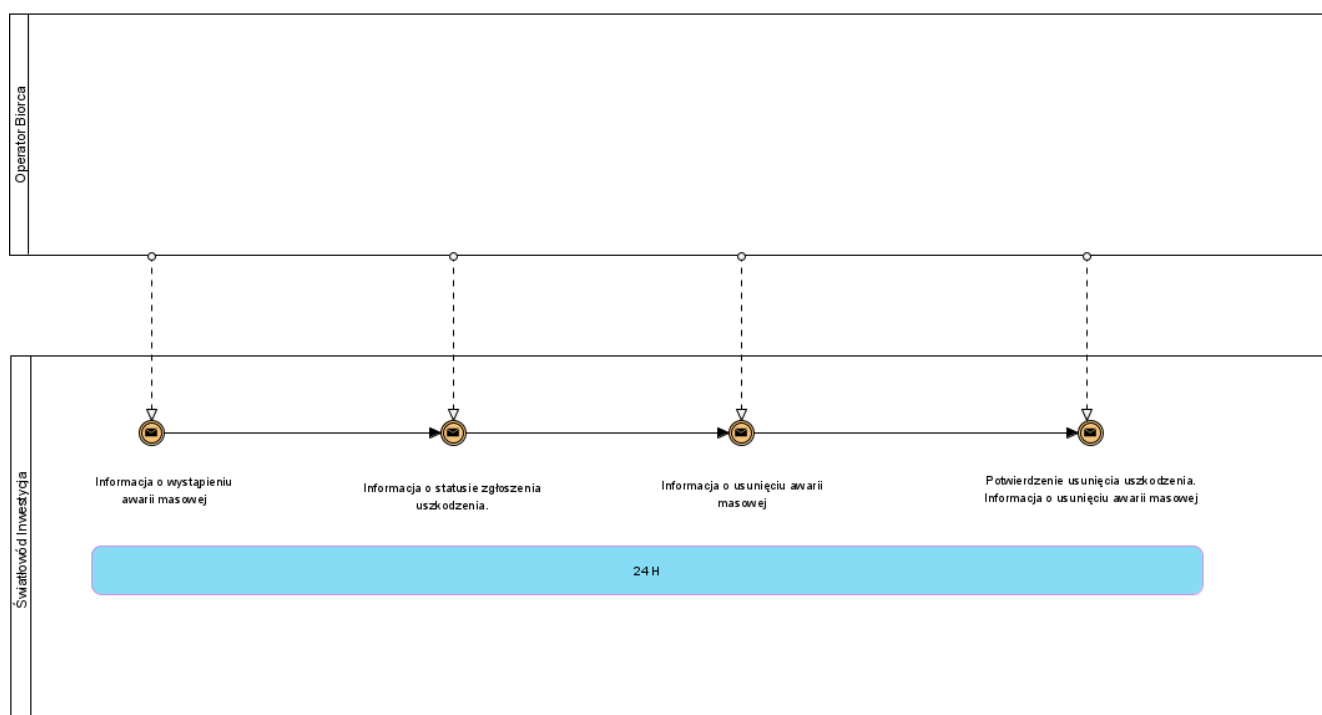 Operator Biorca
Światłowód Inwestycja
Informacja o wystąpieniu
awarii masowej
Informacja o statusie zgłoszenia
uszkodzenia.
Informacja o usunięciu awarii
masowej
Potwierdzenie usunięcia uszkodzenia.
Informacja o usunięciu awarii masowej
24 H